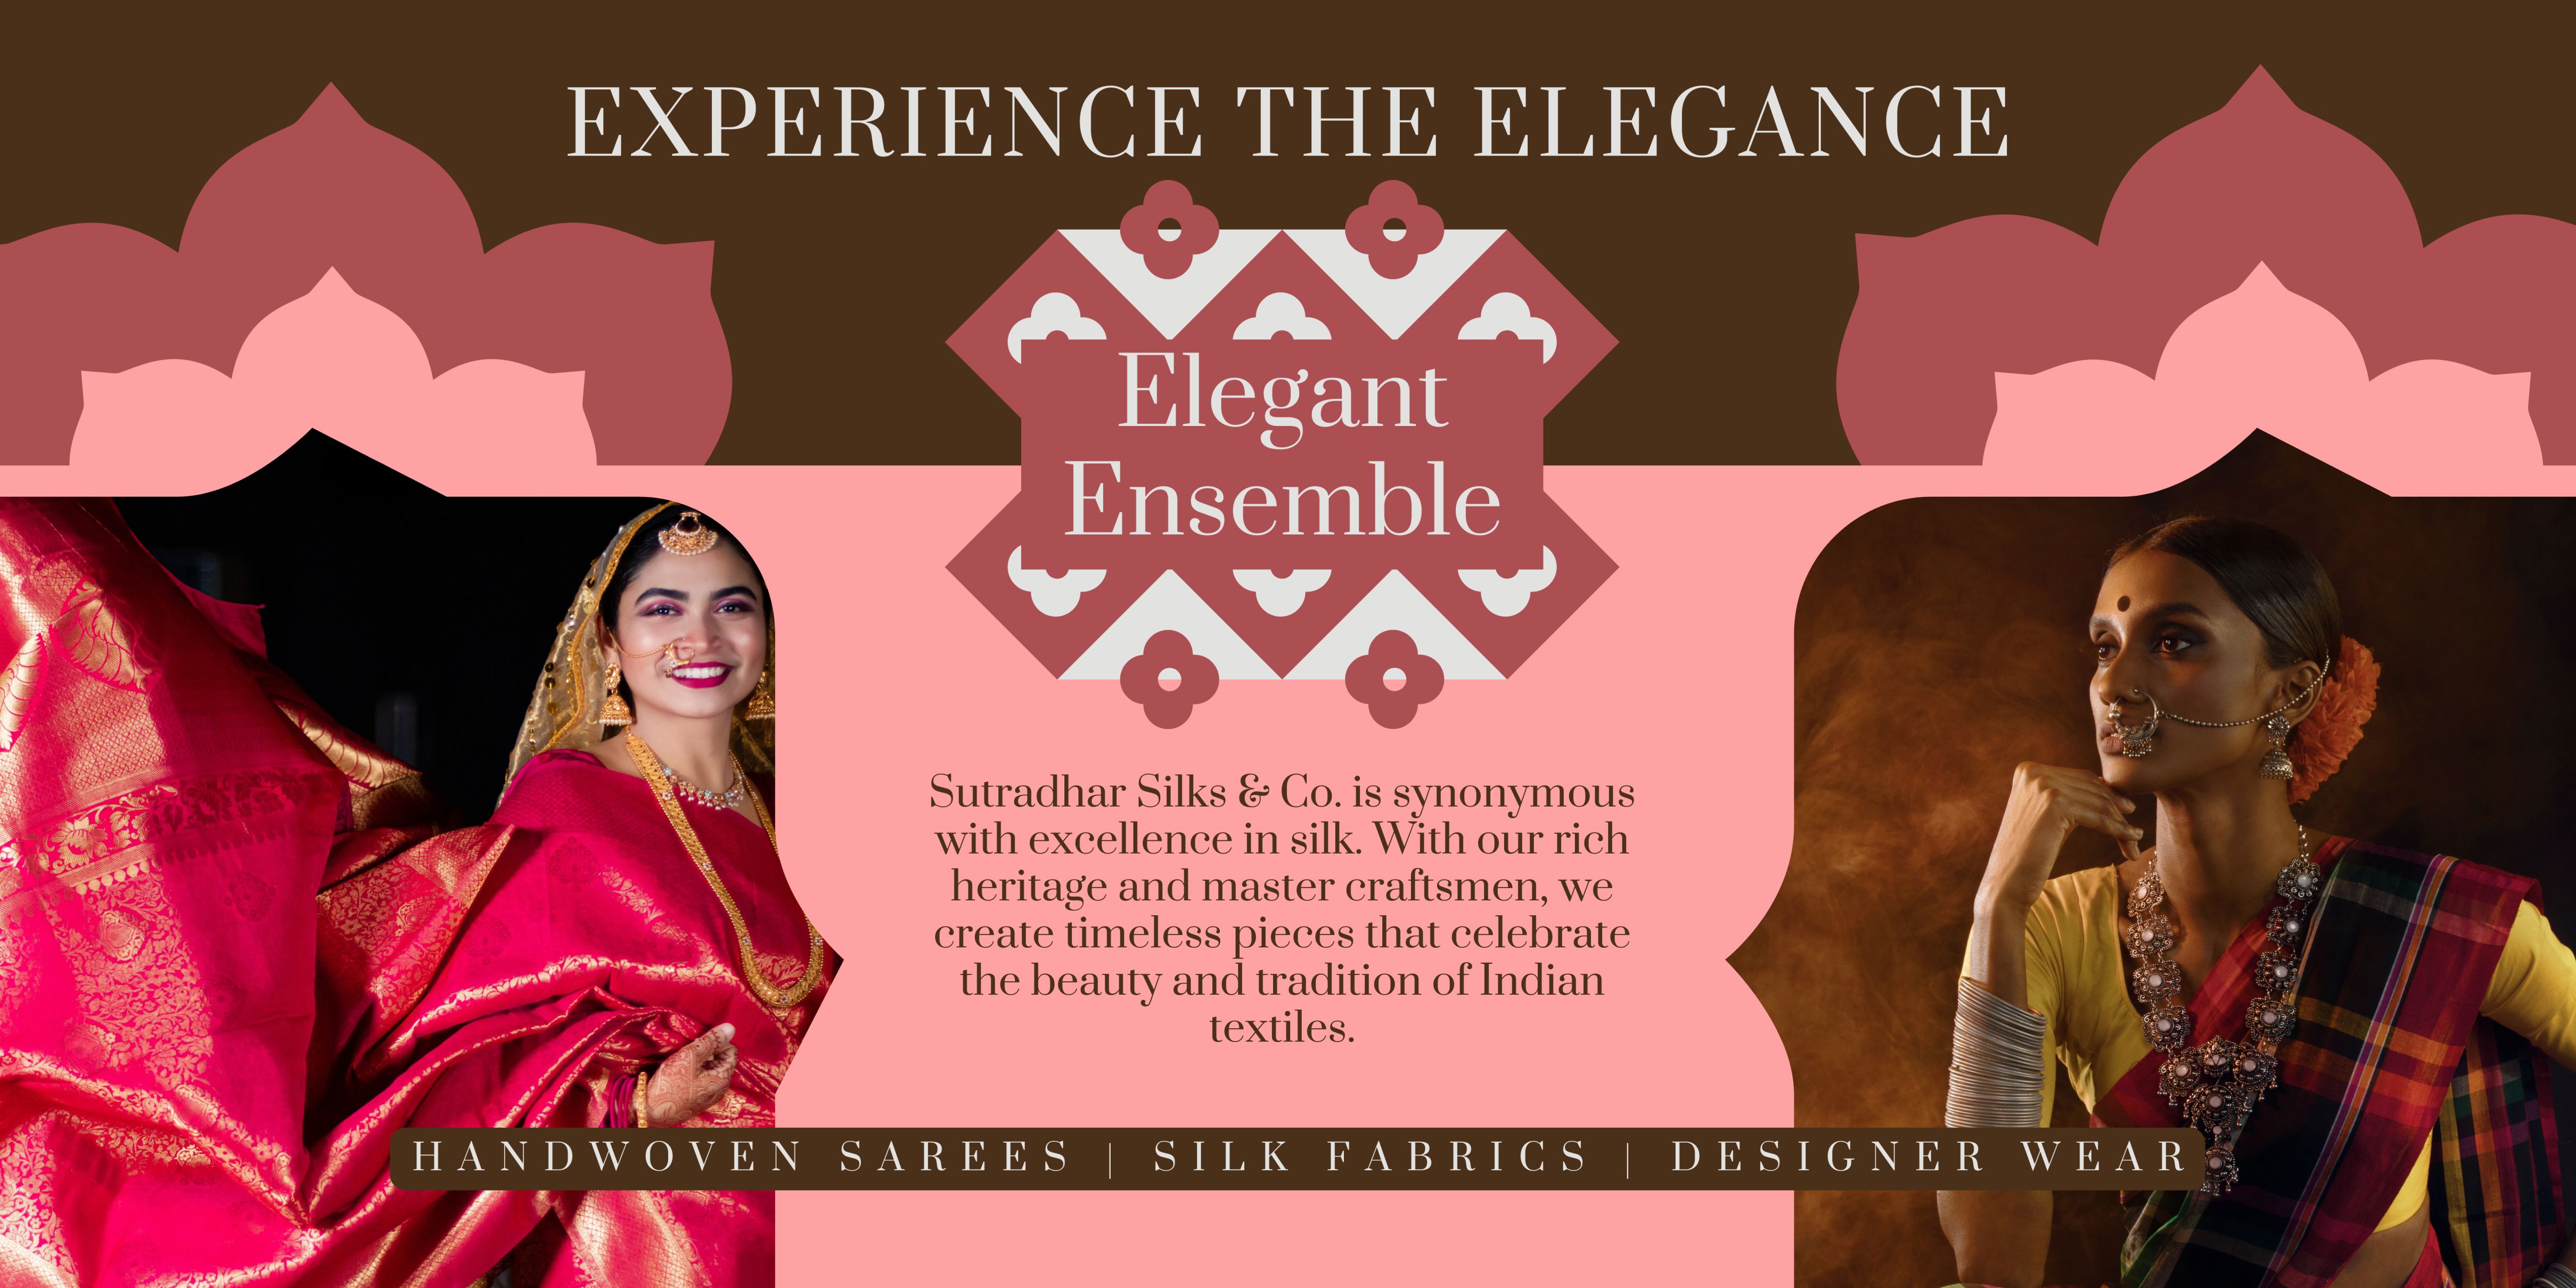 EXPERIENCE THE ELEGANCE
Elegant
Ensemble
Sutradhar Silks & Co. is synonymous
with excellence in silk. With our rich
heritage and master craftsmen, we
create timeless pieces that celebrate
the beauty and tradition of Indian
textiles.
HANDWOVEN SAREES | SILK FABRICS | DESIGNER WEAR